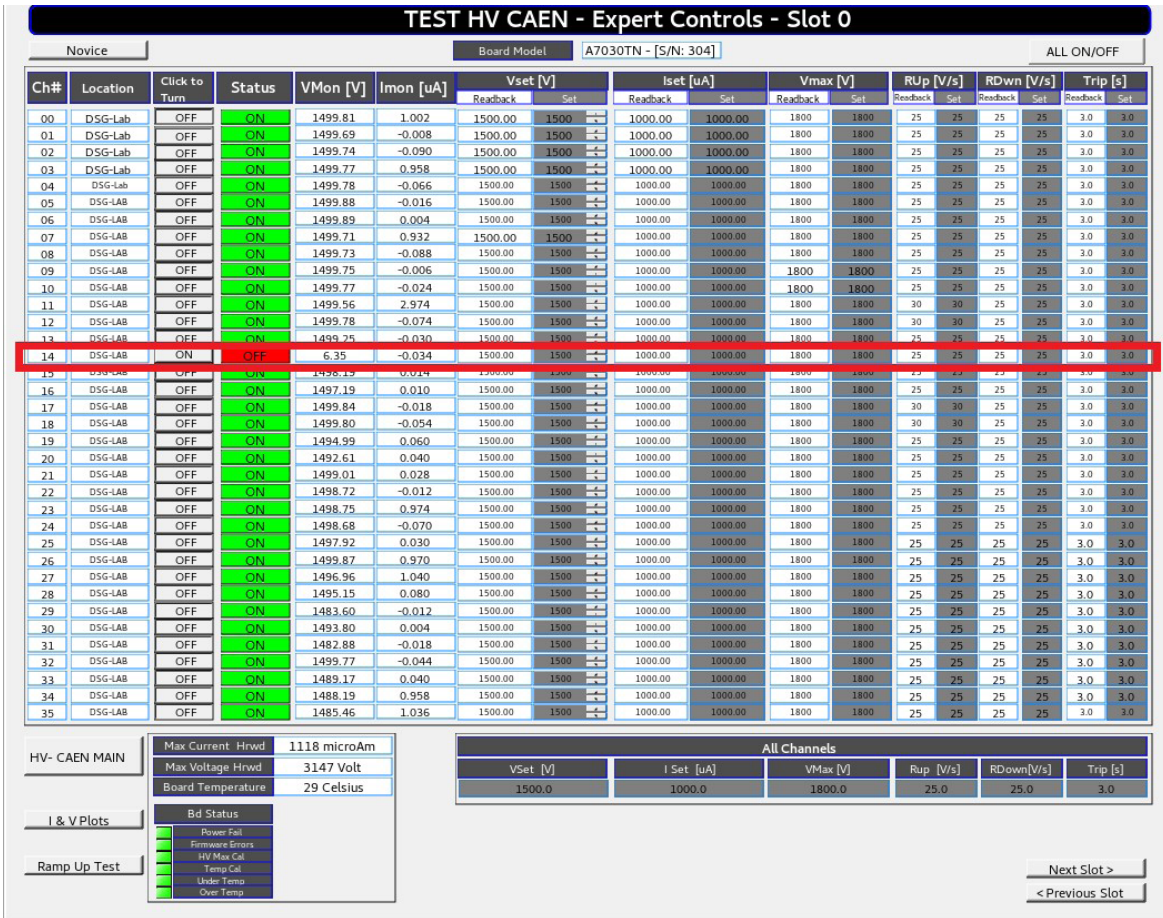 TEST HV CAEN - Expert Controls - Slot 0
Novice Board Model A7030TN - [S/N: 304] ALL ON/OFF
Ch# Location Click to Turn Status VMon [V] Imon [uA] Vset [V] Iset [uA] Vmax [V] RUp [V/s] RDwn [V/s] Trip [s]
Readback Set Readback Set Readback Set Readback Set Readback Set Readback Set
00 DSG-Lab OFF ON 1499.81 1.002 1500.00 1500 1000.00 1000.00 1800 1800 25 25 25 25 3.0 3.0
01 DSG-Lab OFF ON 1499.69 -0.008 1500.00 1500 1000.00 1000.00 1800 1800 25 25 25 25 3.0 3.0
02 DSG-Lab OFF ON 1499.74 -0.090 1500.00 1500 1000.00 1000.00 1800 1800 25 25 25 25 3.0 3.0
03 DSG-Lab OFF ON 1499.77 0.958 1500.00 1500 1000.00 1000.00 1800 1800 25 25 25 25 3.0 3.0
04 DSG-Lab OFF ON 1499.78 -0.066 1500.00 1500 1000.00 1000.00 1800 1800 25 25 25 25 3.0 3.0
05 DSG-LAB OFF ON 1499.88 -0.016 1500.00 1500 1000.00 1000.00 1800 1800 25 25 25 25 3.0 3.0
06 DSG-LAB OFF ON 1499.89 0.004 1500.00 1500 1000.00 1000.00 1800 1800 25 25 25 25 3.0 3.0
07 DSG-LAB OFF ON 1499.71 0.932 1500.00 1500 1000.00 1000.00 1800 1800 25 25 25 25 3.0 3.0
08 DSG-LAB OFF ON 1499.73 -0.088 1500.00 1500 1000.00 1000.00 1800 1800 25 25 25 25 3.0 3.0
09 DSG-LAB OFF ON 1499.75 -0.006 1500.00 1500 1000.00 1000.00 1800 1800 25 25 25 25 3.0 3.0
10 DSG-LAB OFF ON 1499.77 -0.024 1500.00 1500 1000.00 1000.00 1800 1800 25 25 25 25 3.0 3.0
11 DSG-LAB OFF ON 1499.56 2.974 1500.00 1500 1000.00 1000.00 1800 1800 30 30 25 25 3.0 3.0
12 DSG-LAB OFF ON 1499.78 -0.074 1500.00 1500 1000.00 1000.00 1800 1800 30 30 25 25 3.0 3.0
13 DSG-LAB OFF ON 1499.25 -0.030 1500.00 1500 1000.00 1000.00 1800 1800 25 25 25 25 3.0 3.0
14 DSG-LAB ON OFF 6.35 -0.034 1500.00 1500 1000.00 1000.00 1800 1800 25 25 25 25 3.0 3.0
15 DSG-LAB OFF ON 1498.19 0.014 1500.00 1500 1000.00 1000.00 1800 1800 25 25 25 25 3.0 3.0
16 DSG-LAB OFF ON 1497.19 0.010 1500.00 1500 1000.00 1000.00 1800 1800 25 25 25 25 3.0 3.0
17 DSG-LAB OFF ON 1499.84 -0.018 1500.00 1500 1000.00 1000.00 1800 1800 30 30 25 25 3.0 3.0
18 DSG-LAB OFF ON 1499.80 -0.054 1500.00 1500 1000.00 1000.00 1800 1800 30 30 25 25 3.0 3.0
19 DSG-LAB OFF ON 1494.99 0.060 1500.00 1500 1000.00 1000.00 1800 1800 25 25 25 25 3.0 3.0
20 DSG-LAB OFF ON 1492.61 0.040 1500.00 1500 1000.00 1000.00 1800 1800 25 25 25 25 3.0 3.0
21 DSG-LAB OFF ON 1499.01 0.028 1500.00 1500 1000.00 1000.00 1800 1800 25 25 25 25 3.0 3.0
22 DSG-LAB OFF ON 1498.72 -0.012 1500.00 1500 1000.00 1000.00 1800 1800 25 25 25 25 3.0 3.0
23 DSG-LAB OFF ON 1498.75 0.974 1500.00 1500 1000.00 1000.00 1800 1800 25 25 25 25 3.0 3.0
24 DSG-LAB OFF ON 1498.68 -0.070 1500.00 1500 1000.00 1000.00 1800 1800 25 25 25 25 3.0 3.0
25 DSG-LAB OFF ON 1497.92 0.030 1500.00 1500 1000.00 1000.00 1800 1800 25 25 25 25 3.0 3.0
26 DSG-LAB OFF ON 1499.87 0.970 1500.00 1500 1000.00 1000.00 1800 1800 25 25 25 25 3.0 3.0
27 DSG-LAB OFF ON 1496.96 1.040 1500.00 1500 1000.00 1000.00 1800 1800 25 25 25 25 3.0 3.0
28 DSG-LAB OFF ON 1495.15 0.080 1500.00 1500 1000.00 1000.00 1800 1800 25 25 25 25 3.0 3.0
29 DSG-LAB OFF ON 1483.60 -0.012 1500.00 1500 1000.00 1000.00 1800 1800 25 25 25 25 3.0 3.0
30 DSG-LAB OFF ON 1493.80 0.004 1500.00 1500 1000.00 1000.00 1800 1800 25 25 25 25 3.0 3.0
31 DSG-LAB OFF ON 1482.88 -0.018 1500.00 1500 1000.00 1000.00 1800 1800 25 25 25 25 3.0 3.0
32 DSG-LAB OFF ON 1499.77 -0.044 1500.00 1500 1000.00 1000.00 1800 1800 25 25 25 25 3.0 3.0
33 DSG-LAB OFF ON 1489.17 0.040 1500.00 1500 1000.00 1000.00 1800 1800 25 25 25 25 3.0 3.0
34 DSG-LAB OFF ON 1488.19 0.958 1500.00 1500 1000.00 1000.00 1800 1800 25 25 25 25 3.0 3.0
35 DSG-LAB OFF ON 1485.46 1.036 1500.00 1500 1000.00 1000.00 1800 1800 25 25 25 25 3.0 3.0
HV- CAEN MAIN
I & V Plots
Ramp Up Test
Max Current Hrwd 1118 microAm
Max Voltage Hrwd 3147 Volt
Board Temperature 29 Celsius
Bd Status
Power Fail
Firmware Errors
HV Max Cal
Temp Cal
Under Temp
Over Temp
All Channels
VSet [V] I Set [uA] VMax [V] Rup [V/s] RDown[V/s] Trip [s]
1500.0 1000.0 1800.0 25.0 25.0 3.0
Next Slot >
< Previous Slot